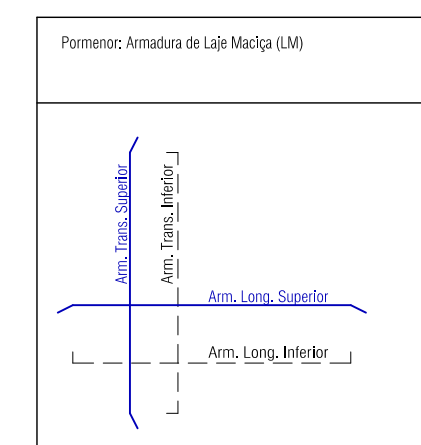 Pormenor: Armadura de Laje Maciça (LM)
Arm. Trans. Superior
Arm. Trans. Inferior
Arm. Long. Superior
Arm. Long. Inferior